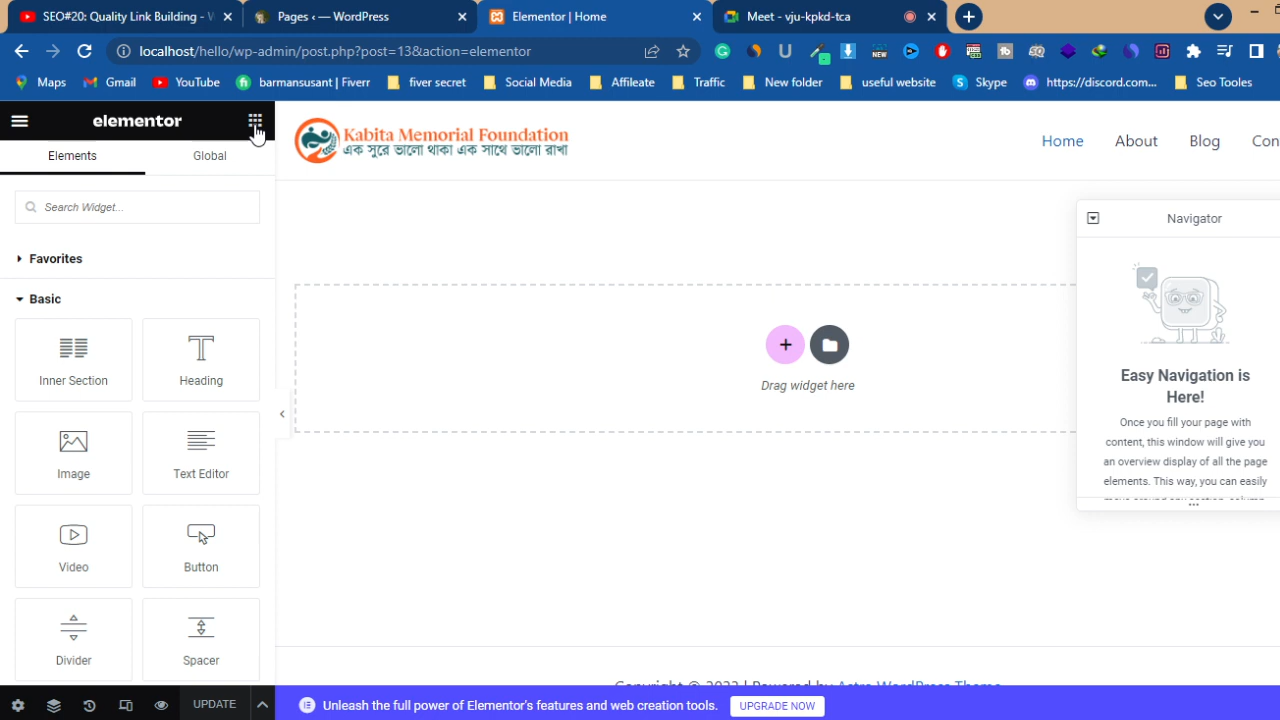 SEO#20: Quality Link Building -
Pages ‹ — WordPress
Elementor | Home
Meet - vju-kpkd-tca
localhost/hello/wp-admin/post.php?post=13&action=elementor
Maps
Gmail
YouTube
barmansusant | Fiverr
fiver secret
Social Media
Affileate
Traffic
New folder
useful website
Skype
https://discord.com...
Seo Tooles
elementor
Elements
Global
Search Widget...
Favorites
Basic
Inner Section
Heading
Image
Text Editor
Video
Button
Divider
Spacer
UPDATE
Kabita Memorial Foundation
এক সুরে ভালো থাকা এক সাথে ভালো রাখা
Home
About
Blog
Con
Drag widget here
Navigator
Easy Navigation is
Here!
Once you fill your page with
content, this window will give you
an overview display of all the page
elements. This way, you can easily
Unleash the full power of Elementor's features and web creation tools.
UPGRADE NOW